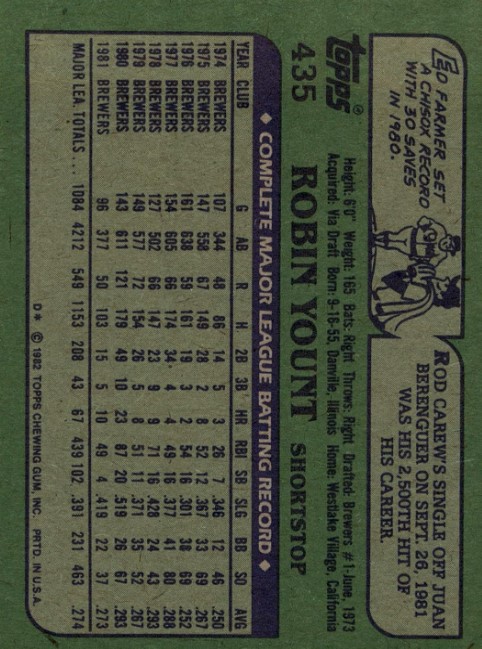 ED FARMER SET
A CHISOX RECORD
WITH 30 SAVES
IN 1980.
ROD CAREW'S SINGLE OFF JUAN
BERENGUER ON SEPT. 26, 1981
WAS HIS 2,500TH HIT OF
HIS CAREER.
topps®
435
Height: 6'0" Weight: 165 Bats: Right Throws: Right Drafted: Brewers #1-June, 1973
Acquired: Via Draft Born: 9-16-55, Danville, Illinois Home: Westlake Village, California
ROBIN YOUNT SHORTSTOP
◆ COMPLETE MAJOR LEAGUE BATTING RECORD ◆
YEAR CLUB G AB R H 2B 3B HR RBI SB SLG BB SO AVG
1974 BREWERS 107 344 48 86 14 5 3 26 7 .346 12 46 .250
1975 BREWERS 147 558 67 149 28 2 8 52 12 .367 33 69 .267
1976 BREWERS 161 638 59 161 19 3 2 54 16 .301 38 69 .252
1977 BREWERS 154 605 66 174 34 4 4 49 16 .377 41 80 .288
1978 BREWERS 127 502 66 147 23 9 9 71 16 .428 24 43 .293
1979 BREWERS 149 577 72 154 26 5 8 51 11 .371 35 52 .267
1980 BREWERS 143 611 121 179 49 10 23 87 20 .519 26 67 .293
1981 BREWERS 96 377 50 103 15 5 10 49 4 .419 22 37 .273
MAJOR LEA. TOTALS... 1084 4212 549 1153 208 43 67 439 102 .391 231 463 .274
D* © 1982 TOPPS CHEWING GUM, INC. PRTD. IN U.S.A.